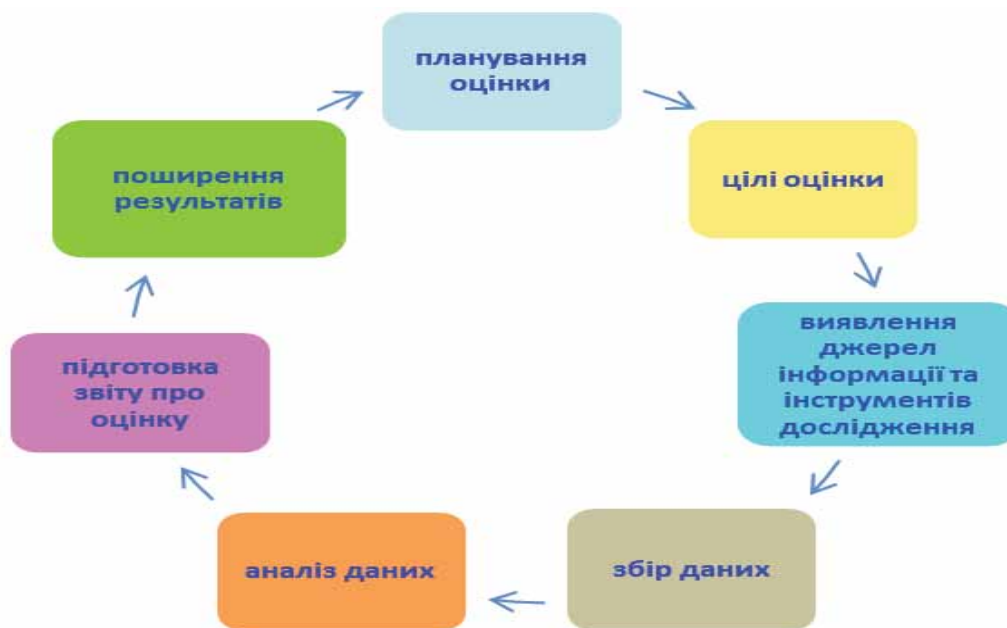 планування
оцінки
цілі оцінки
виявлення
джерел
інформації та
інструментів
дослідження
збір даних
аналіз даних
підготовка
звіту про
оцінку
поширення
результатів